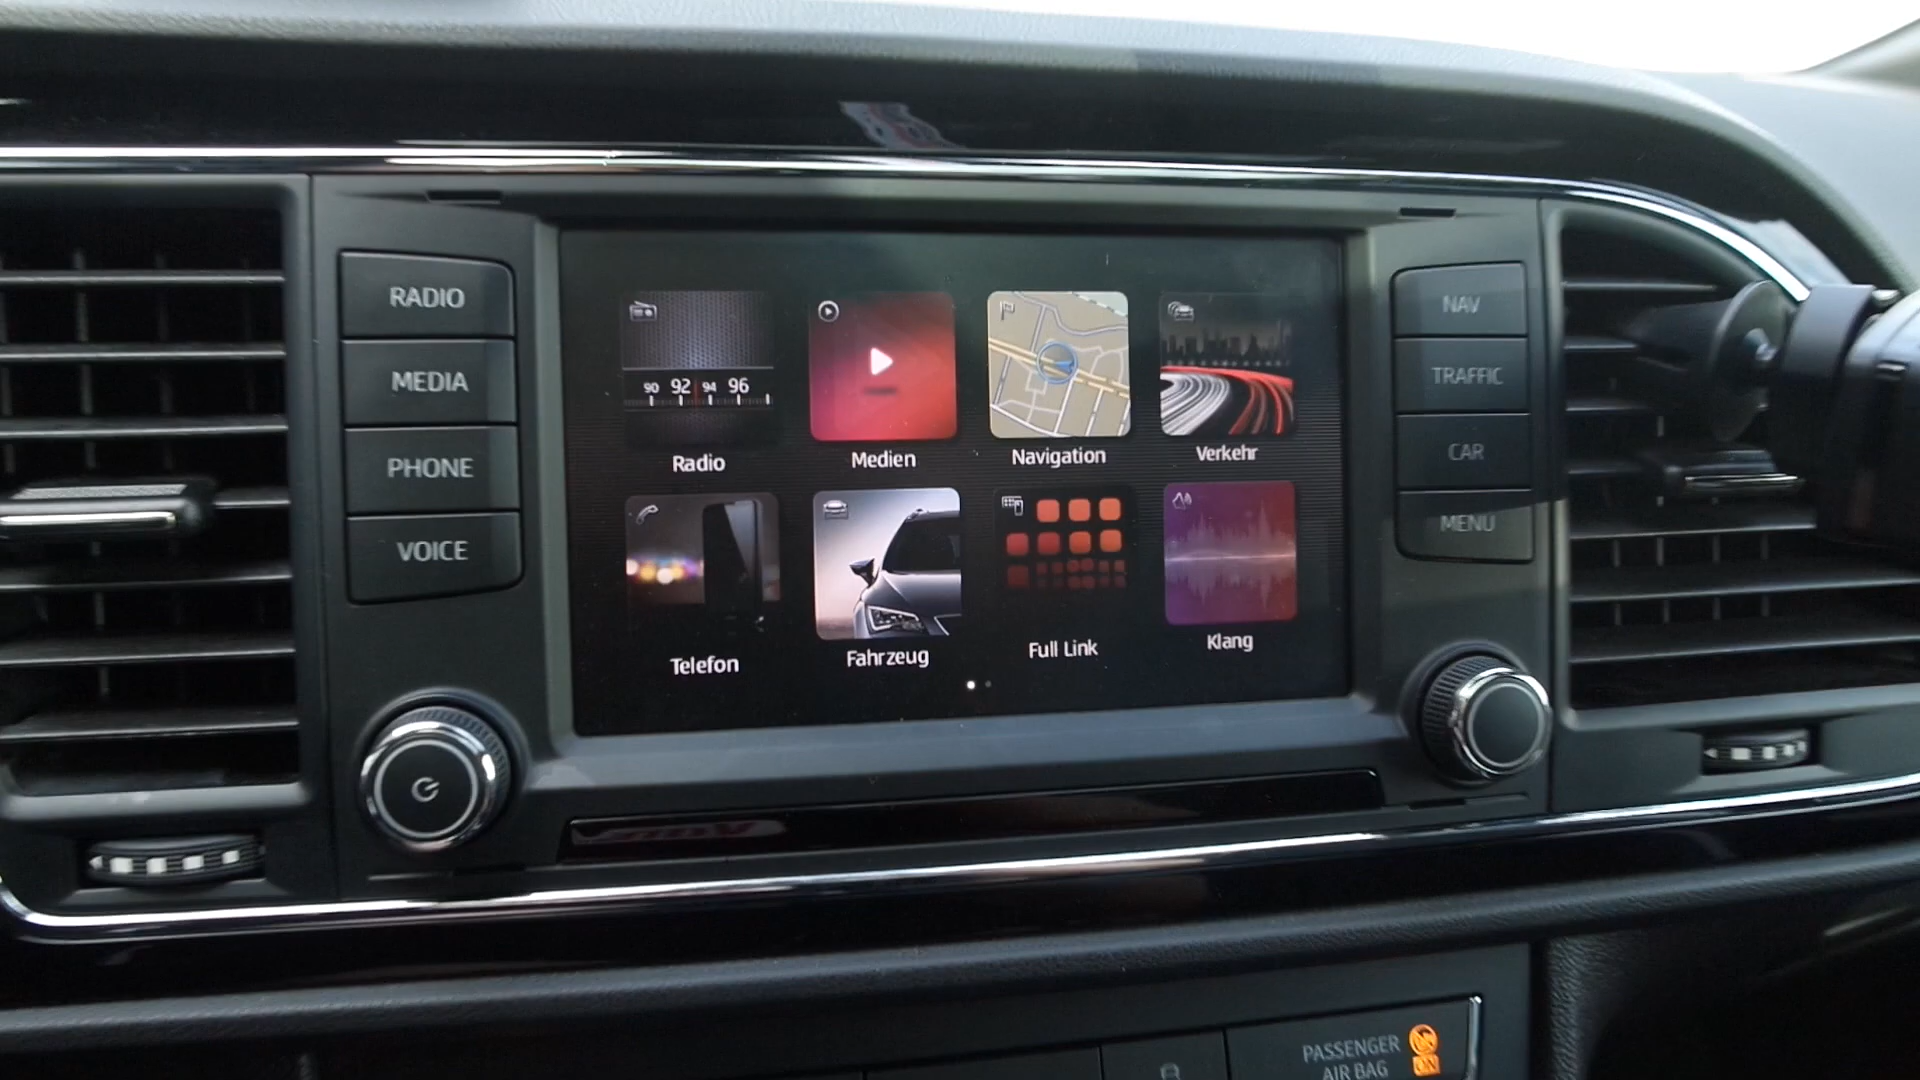 RADIO
MEDIA
PHONE
VOICE
90 92 94 96
Radio
Medien
Navigation
Verkehr
Telefon
Fahrzeug
Full Link
Klang
NAV
TRAFFIC
CAR
MENU
PASSENGER
AIR BAG
ON